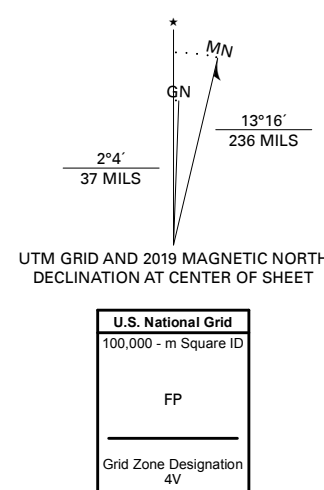 ★
MN
GN
13°16´
236 MILS
2°4´
37 MILS
UTM GRID AND 2019 MAGNETIC NORTH
DECLINATION AT CENTER OF SHEET
U.S. National Grid
100,000 - m Square ID
FP
Grid Zone Designation
4V